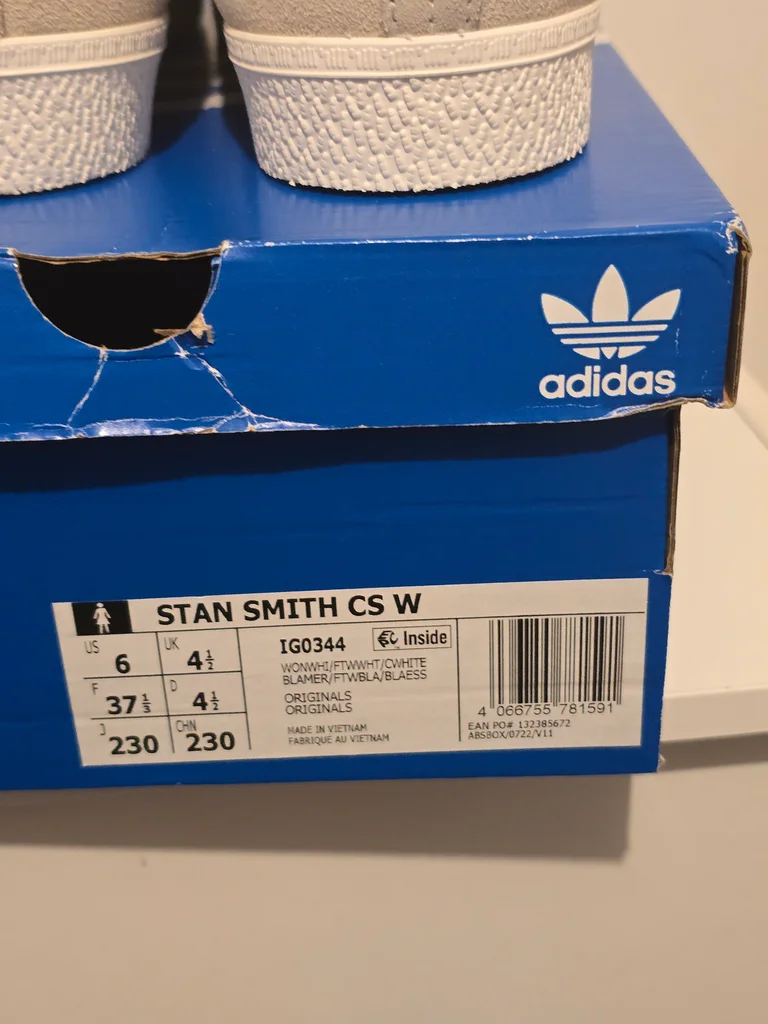 adidas
STAN SMITH CS W
US 6 UK 4½
F 37⅓ D 4½
J 230 CHN 230
IG0344 Inside
WONWHI/FTWWHT/CWHITE
BLAMER/FTWBLA/BLAESS
ORIGINALS
ORIGINALS
MADE IN VIETNAM
FABRIQUE AU VIETNAM
4 066755 781591
EAN PO# 132385672
ABSBOX/0722/V11